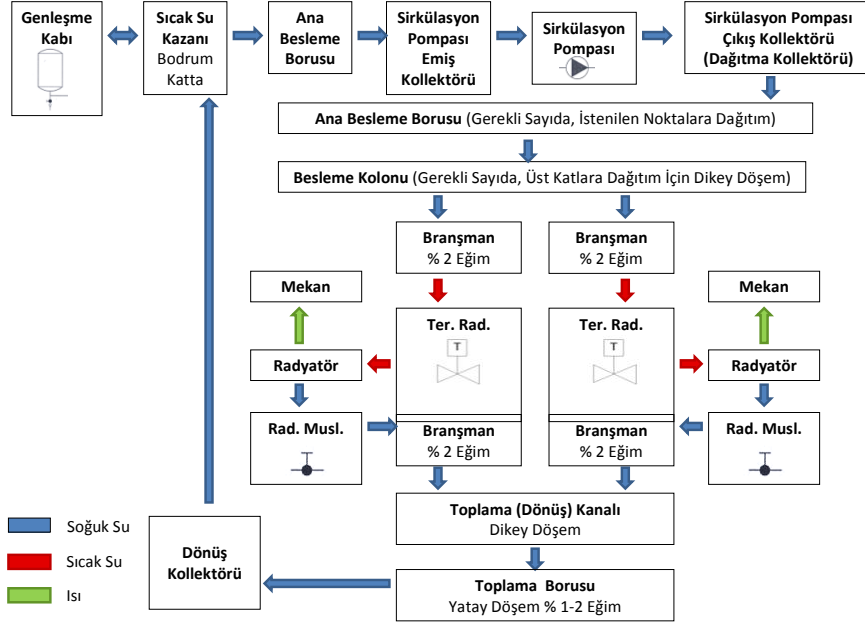 Genleşme
Kabı
Sıcak Su
Kazanı
Bodrum
Katta
Ana
Besleme
Borusu
Sirkülasyon
Pompası
Emiş
Kollektörü
Sirkülasyon
Pompası
Sirkülasyon Pompası
Çıkış Kollektörü
(Dağıtma Kollektörü)
Ana Besleme Borusu (Gerekli Sayıda, İstenilen Noktalara Dağıtım)
Besleme Kolonu (Gerekli Sayıda, Üst Katlara Dağıtım İçin Dikey Döşem)
Branşman
% 2 Eğim
Branşman
% 2 Eğim
Mekan
Ter. Rad.
T
Ter. Rad.
T
Mekan
Radyatör
Radyatör
Rad. Musl.
Branşman
% 2 Eğim
Branşman
% 2 Eğim
Rad. Musl.
Toplama (Dönüş) Kanalı
Dikey Döşem
Soğuk Su
Sıcak Su
Isı
Dönüş
Kollektörü
Toplama Borusu
Yatay Döşem % 1-2 Eğim